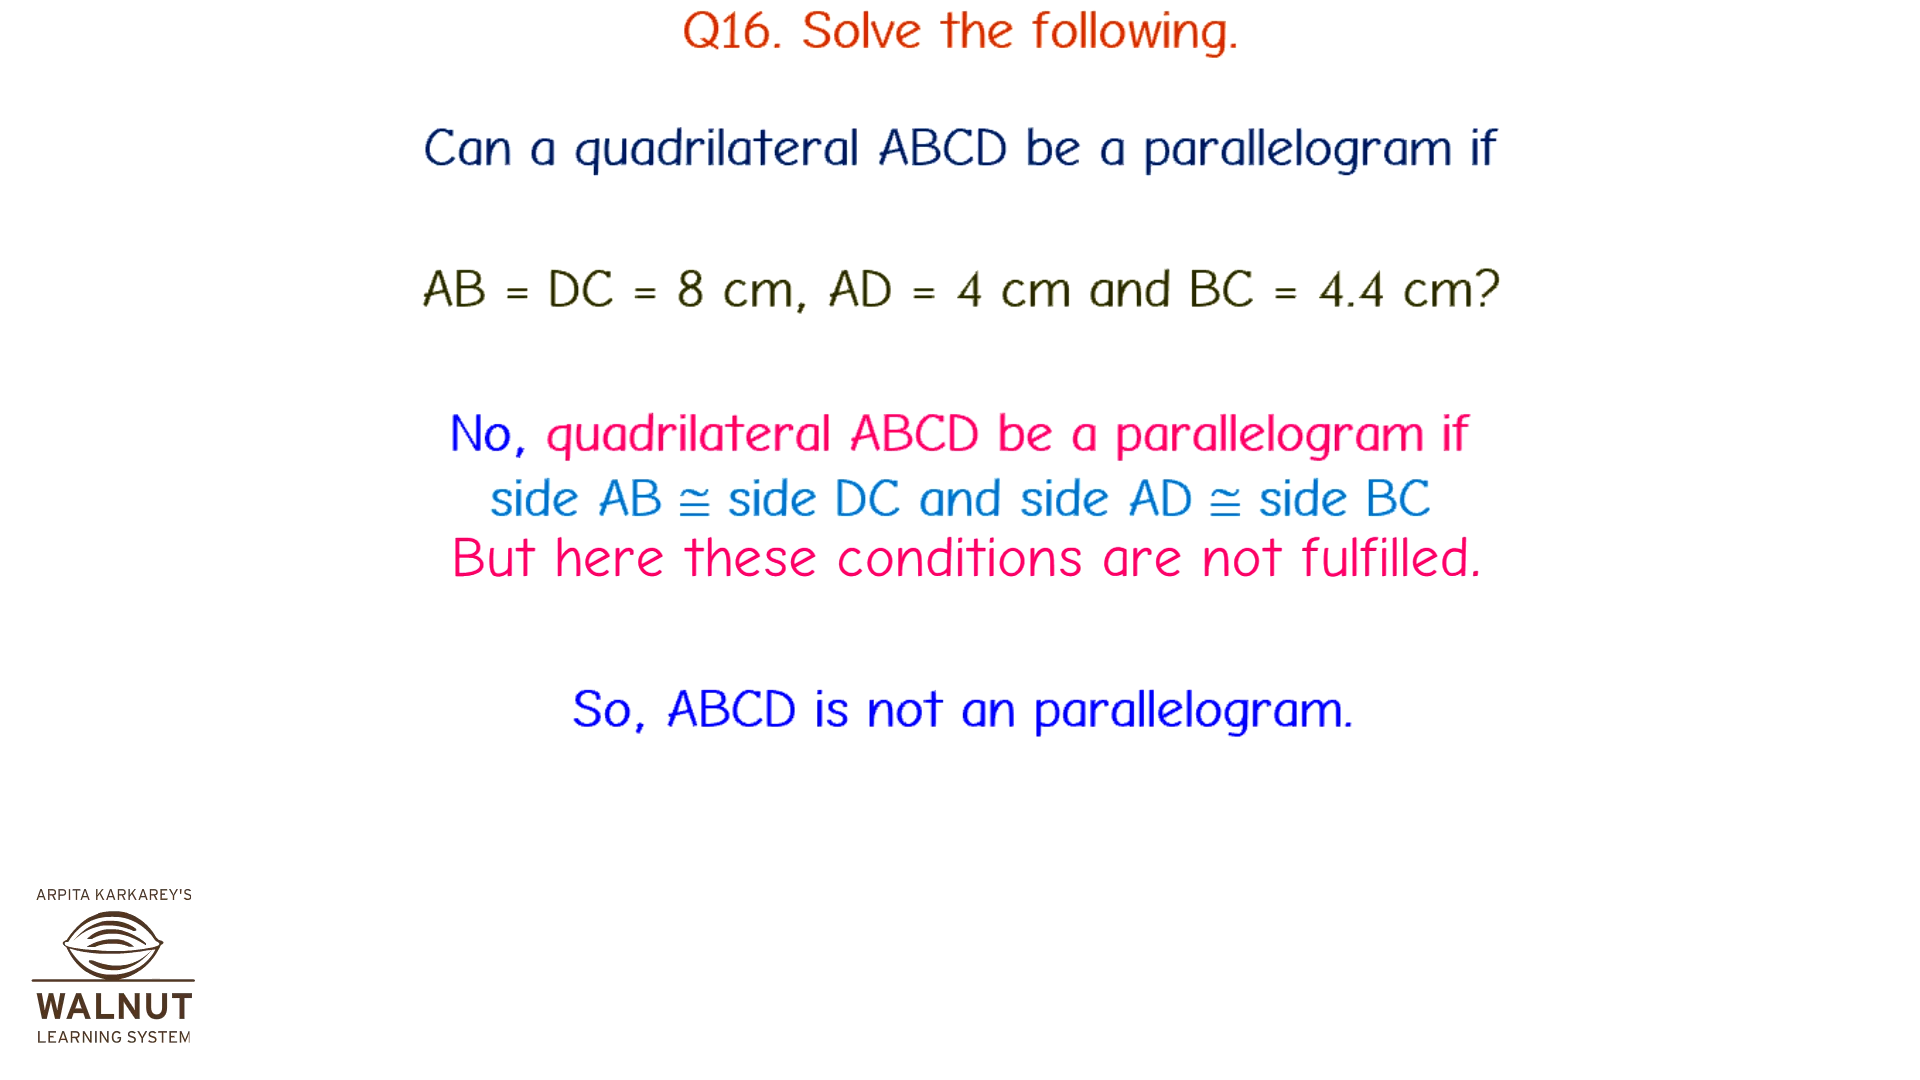 Q16. Solve the following.
Can a quadrilateral ABCD be a parallelogram if
AB = DC = 8 cm, AD = 4 cm and BC = 4.4 cm?
No, quadrilateral ABCD be a parallelogram if
side AB ≅ side DC and side AD ≅ side BC
But here these conditions are not fulfilled.
So, ABCD is not an parallelogram.
ARPITA KARKAREY'S
WALNUT
LEARNING SYSTEM